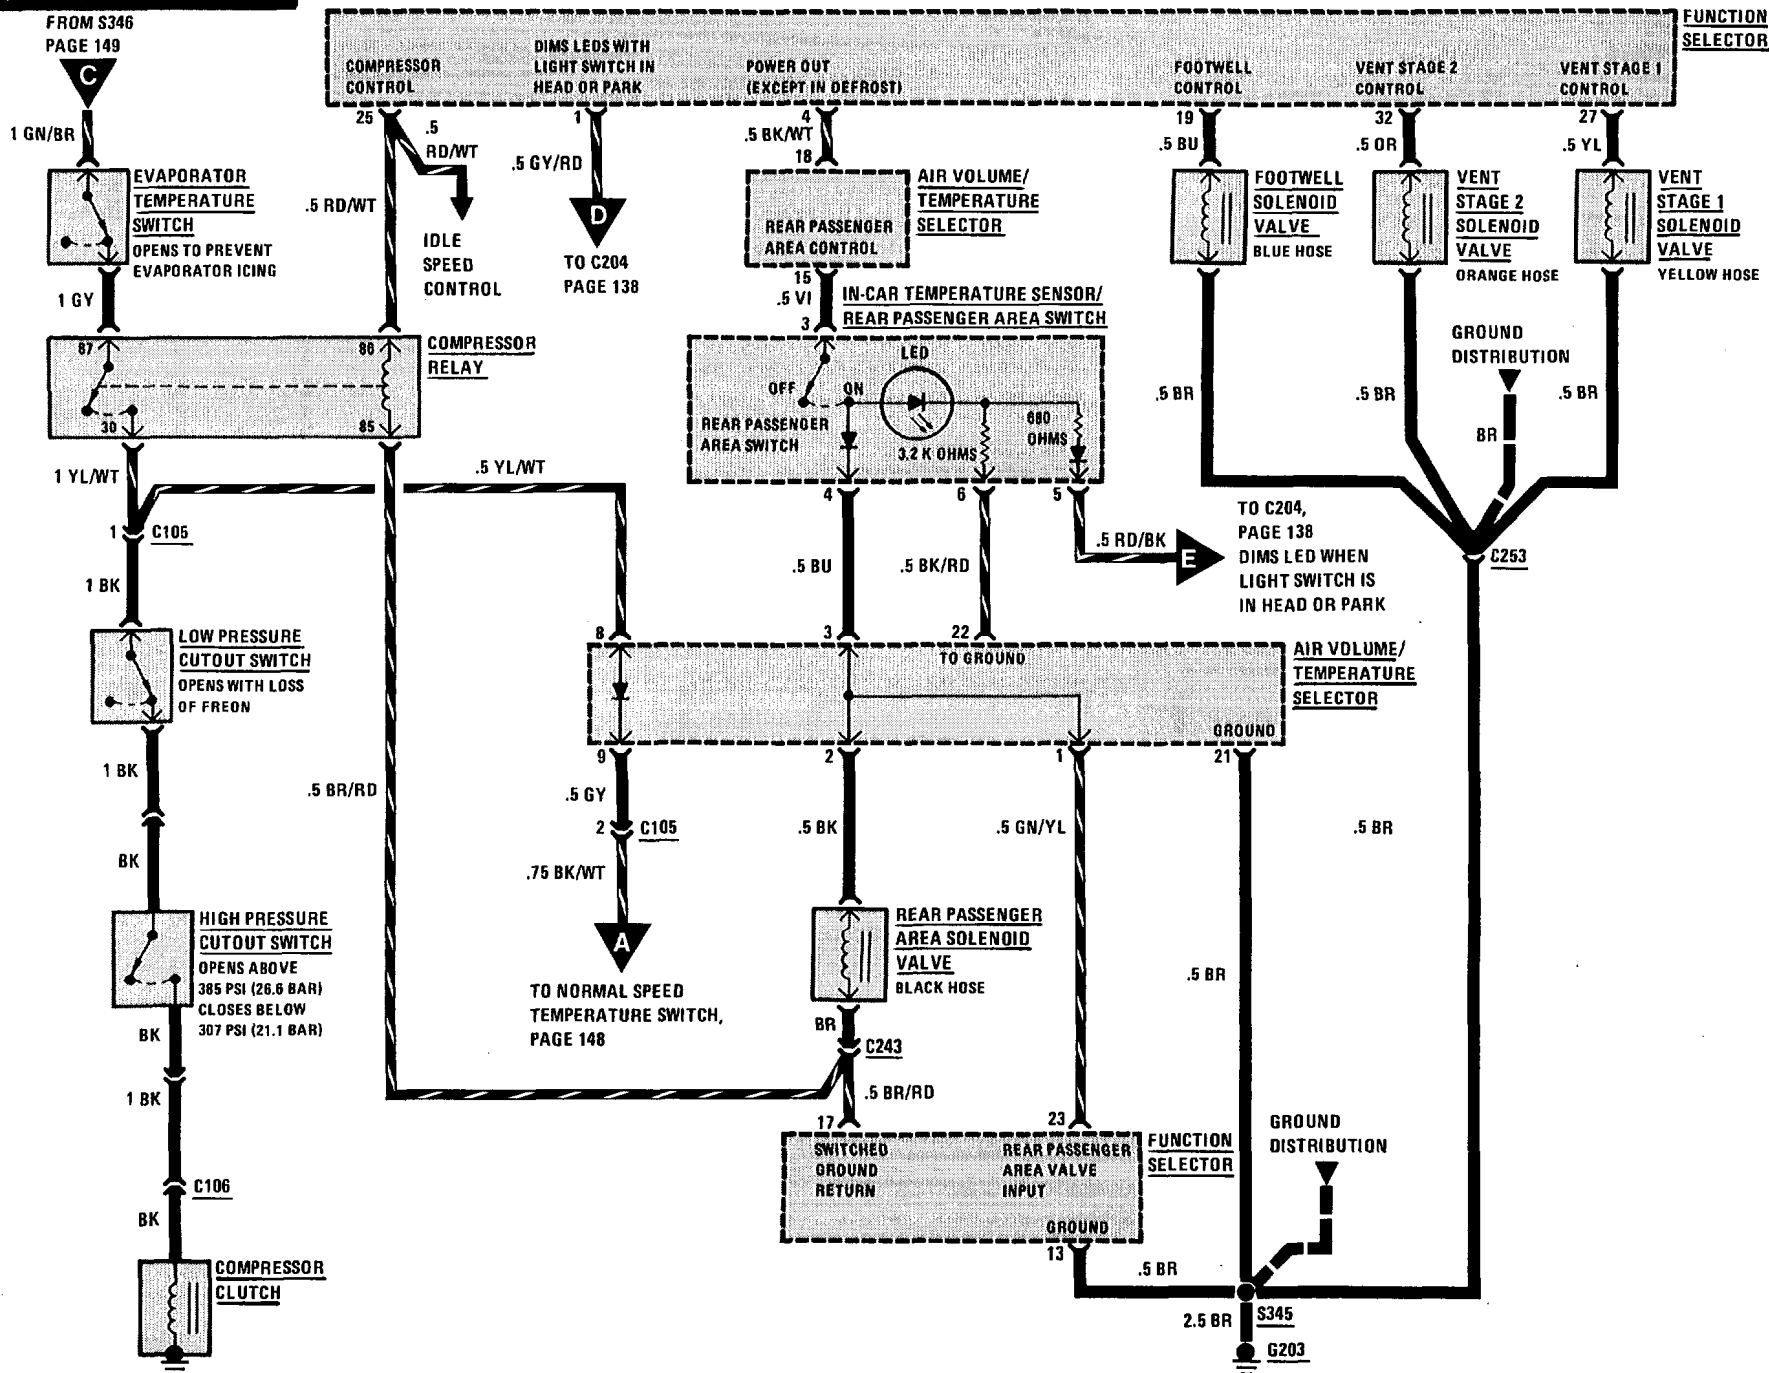 FROM S346
PAGE 149
C
1 GN/BR
EVAPORATOR
TEMPERATURE
SWITCH
OPENS TO PREVENT
EVAPORATOR ICING
1 GY
FUNCTION
SELECTOR
COMPRESSOR
CONTROL
DIMS LEDS WITH
LIGHT SWITCH IN
HEAD OR PARK
POWER OUT
(EXCEPT IN DEFROST)
FOOTWELL
CONTROL
VENT STAGE 2
CONTROL
VENT STAGE 1
CONTROL
25
1
4
19
32
27
.5
RD/WT
.5 RD/WT
IDLE
SPEED
CONTROL
.5 GY/RD
D
TO C204
PAGE 138
.5 BK/WT
18
AIR VOLUME/
TEMPERATURE
SELECTOR
REAR PASSENGER
AREA CONTROL
15
.5 VI
3
.5 BU
FOOTWELL
SOLENOID
VALVE
BLUE HOSE
.5 OR
VENT
STAGE 2
SOLENOID
VALVE
ORANGE HOSE
.5 YL
VENT
STAGE 1
SOLENOID
VALVE
YELLOW HOSE
IN-CAR TEMPERATURE SENSOR/
REAR PASSENGER AREA SWITCH
LED
OFF
ON
REAR PASSENGER
AREA SWITCH
3.2 K OHMS
680
OHMS
4
6
5
GROUND
DISTRIBUTION
.5 BR
.5 BR
BR
.5 BR
C253
COMPRESSOR
RELAY
87
86
30
85
1 YL/WT
.5 YL/WT
1
C105
1 BK
LOW PRESSURE
CUTOUT SWITCH
OPENS WITH LOSS
OF FREON
1 BK
BK
HIGH PRESSURE
CUTOUT SWITCH
OPENS ABOVE
385 PSI (26.6 BAR)
CLOSES BELOW
307 PSI (21.1 BAR)
BK
1 BK
C106
BK
COMPRESSOR
CLUTCH
.5 BR/RD
.5 BU
.5 BK/RD
.5 RD/BK
E
TO C204,
PAGE 138
DIMS LED WHEN
LIGHT SWITCH IS
IN HEAD OR PARK
8
3
22
TO GROUND
AIR VOLUME/
TEMPERATURE
SELECTOR
GROUND
9
2
1
21
.5 GY
2
C105
.75 BK/WT
A
TO NORMAL SPEED
TEMPERATURE SWITCH,
PAGE 148
.5 BK
.5 GN/YL
.5 BR
REAR PASSENGER
AREA SOLENOID
VALVE
BLACK HOSE
.5 BR
BR
C243
.5 BR/RD
17
23
FUNCTION
SELECTOR
SWITCHED
GROUND
RETURN
REAR PASSENGER
AREA VALVE
INPUT
GROUND
13
.5 BR
GROUND
DISTRIBUTION
2.5 BR
S345
G203